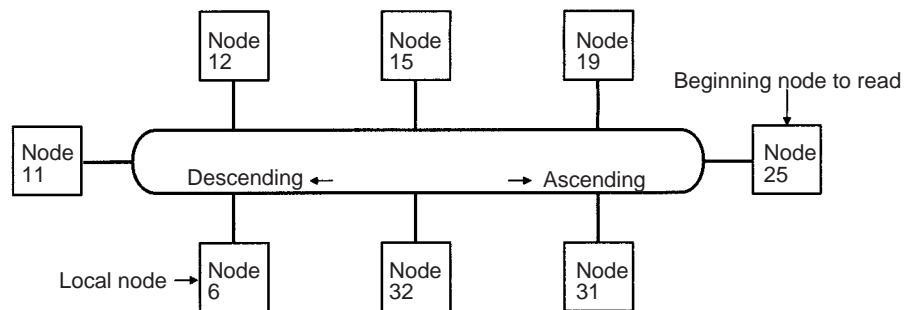 Node
12
Node
15
Node
19
Beginning node to read
Node
11
Node
25
Descending
Ascending
Local node
Node
6
Node
32
Node
31